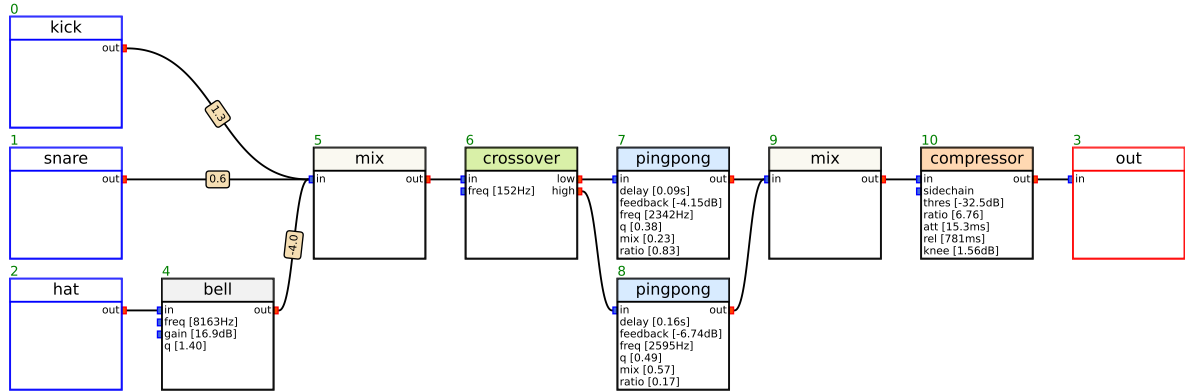 0
kick
out
1.3
1
snare
out
0.6
2
hat
out
4
bell
in out
freq [8163Hz]
gain [16.9dB]
q [1.40]
-4.0
5
mix
in out
6
crossover
in low
freq [152Hz] high
7
pingpong
in out
delay [0.09s]
feedback [-4.15dB]
freq [2342Hz]
q [0.38]
mix [0.23]
ratio [0.83]
8
pingpong
in out
delay [0.16s]
feedback [-6.74dB]
freq [2595Hz]
q [0.49]
mix [0.57]
ratio [0.17]
9
mix
in out
10
compressor
in out
sidechain
thres [-32.5dB]
ratio [6.76]
att [15.3ms]
rel [781ms]
knee [1.56dB]
3
out
in